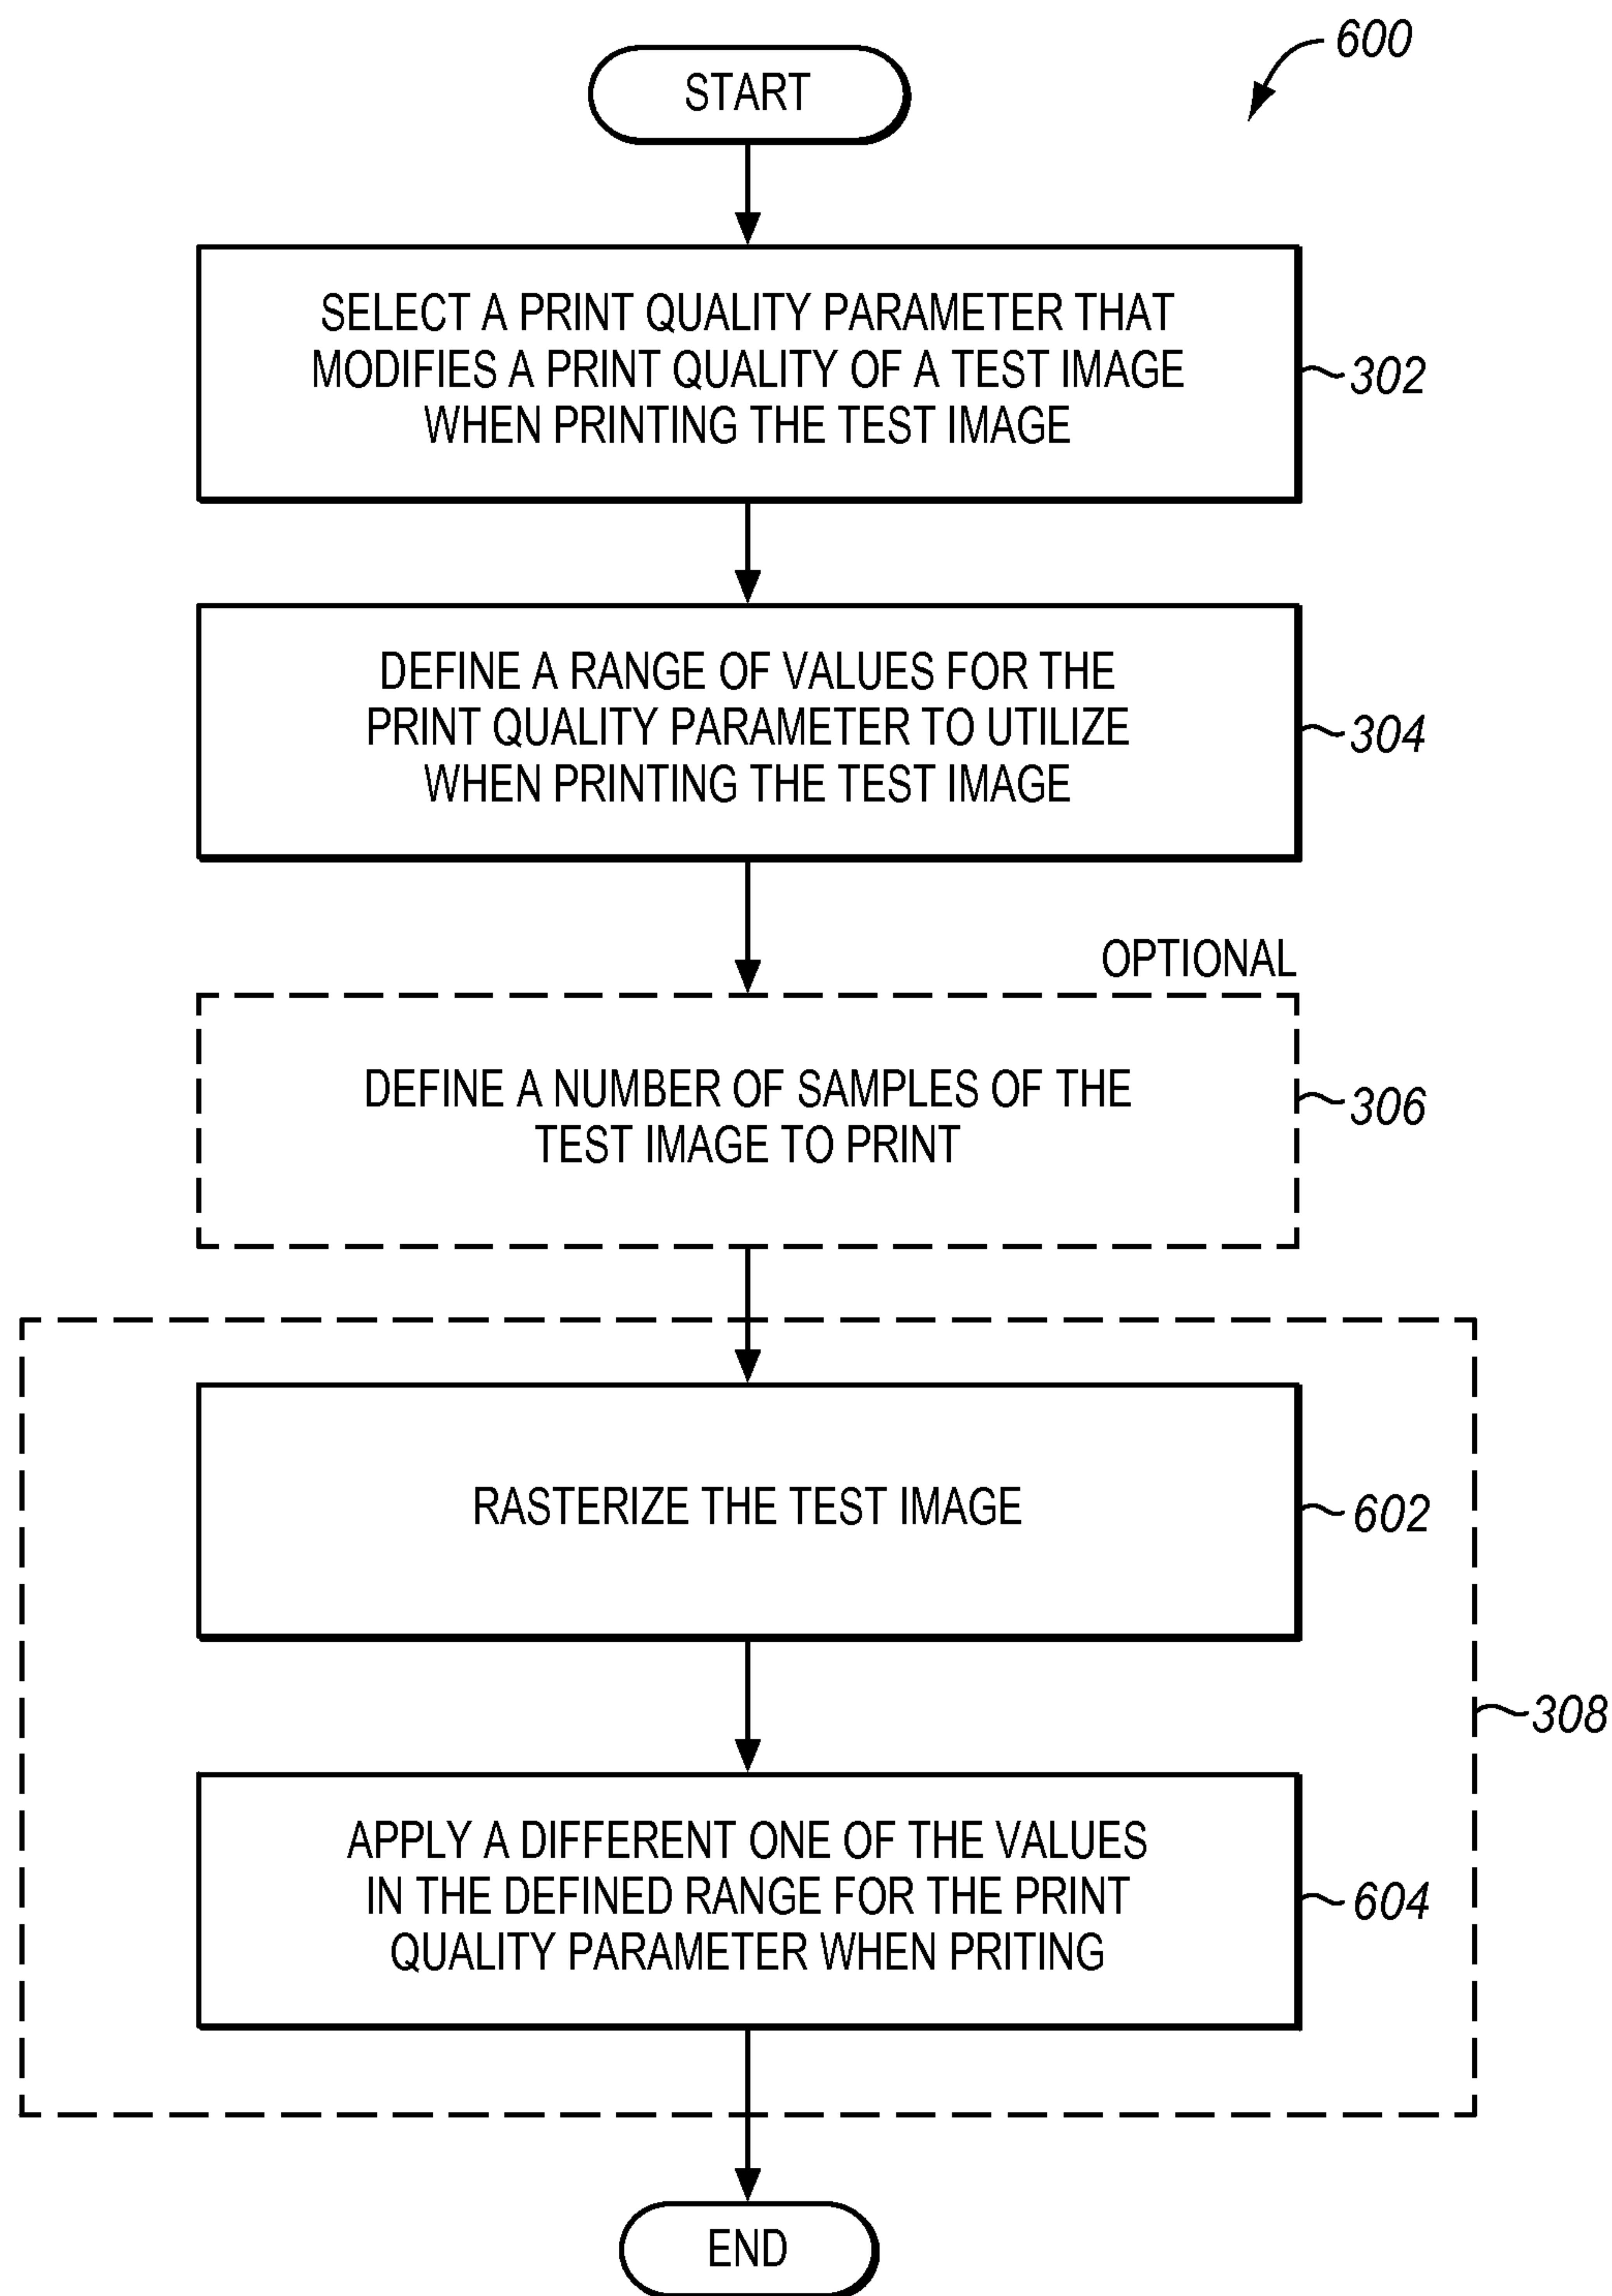 600
START
SELECT A PRINT QUALITY PARAMETER THAT
MODIFIES A PRINT QUALITY OF A TEST IMAGE
WHEN PRINTING THE TEST IMAGE
302
DEFINE A RANGE OF VALUES FOR THE
PRINT QUALITY PARAMETER TO UTILIZE
WHEN PRINTING THE TEST IMAGE
304
OPTIONAL
DEFINE A NUMBER OF SAMPLES OF THE
TEST IMAGE TO PRINT
306
RASTERIZE THE TEST IMAGE
602
308
APPLY A DIFFERENT ONE OF THE VALUES
IN THE DEFINED RANGE FOR THE PRINT
QUALITY PARAMETER WHEN PRITING
604
END